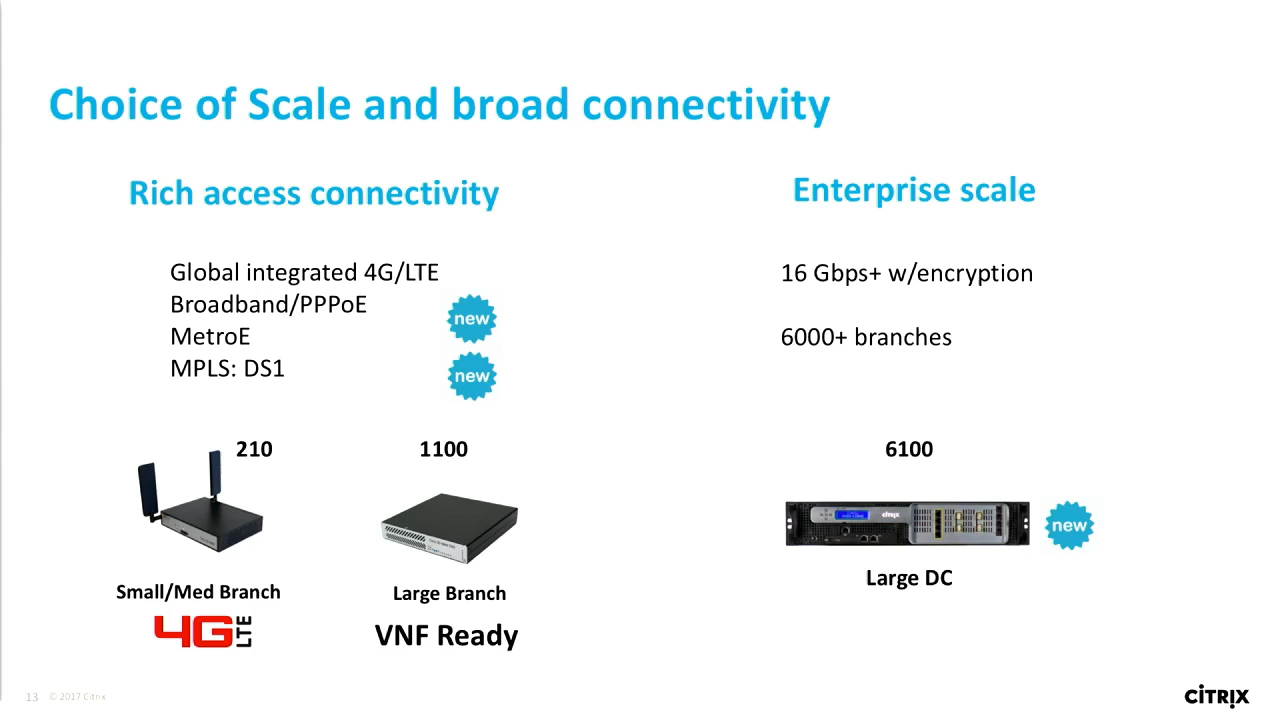 Choice of Scale and broad connectivity
Rich access connectivity
Global integrated 4G/LTE
Broadband/PPPoE
MetroE
MPLS: DS1
new
new
210
1100
Small/Med Branch
4G LTE
Large Branch
VNF Ready
Enterprise scale
16 Gbps+ w/encryption
6000+ branches
6100
citrix
new
Large DC
13 © 2017 Citrix
CITRIX